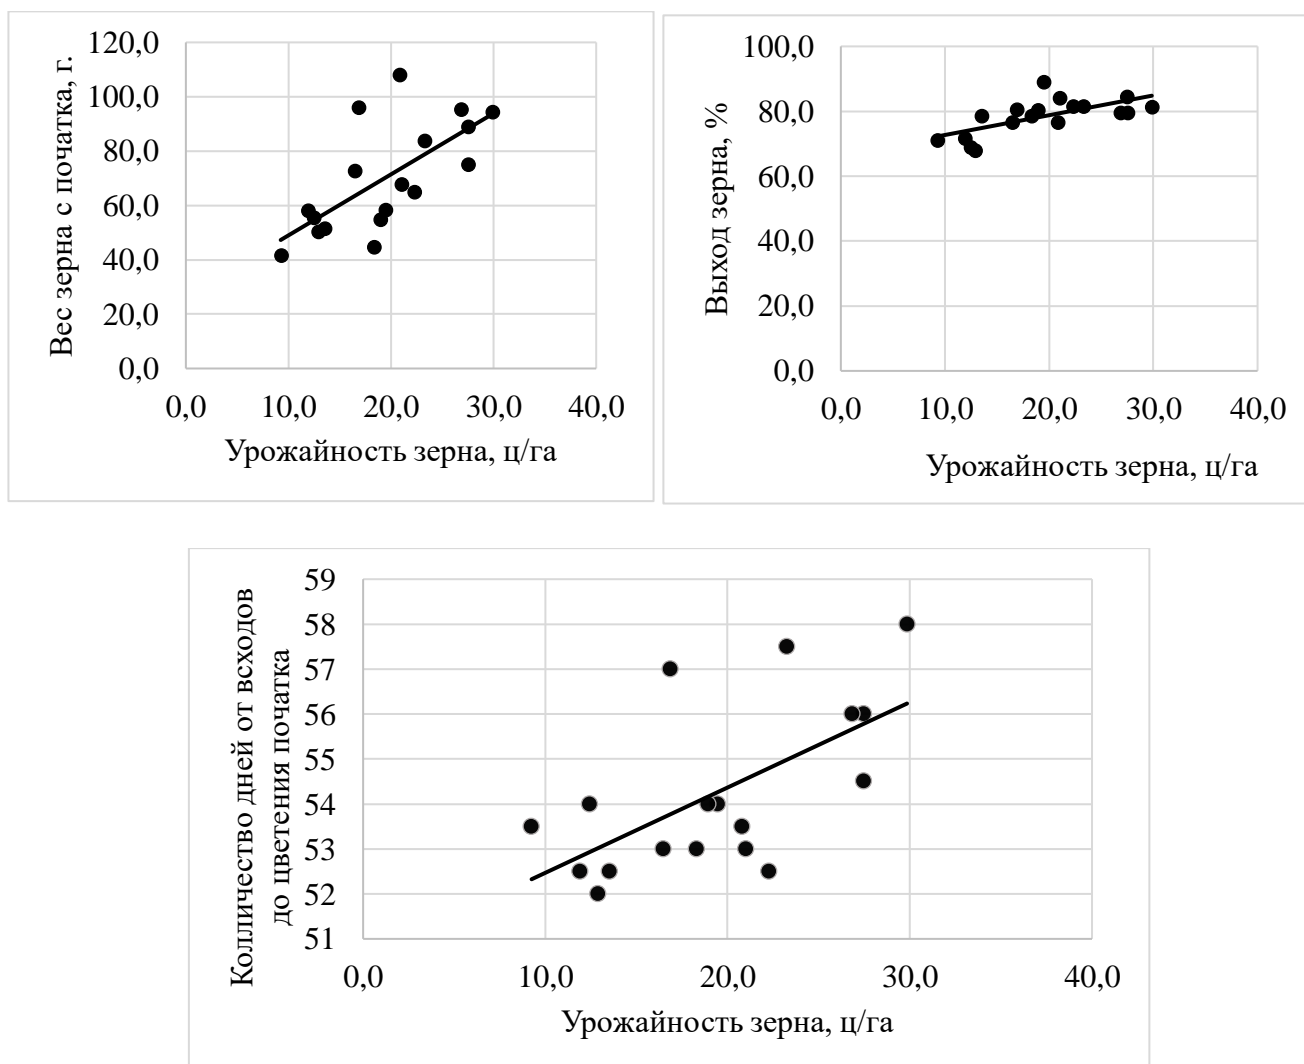 Вес зерна с початка, г.
120,0
100,0
80,0
60,0
40,0
20,0
0,0
0,0 10,0 20,0 30,0 40,0
Урожайность зерна, ц/га
Выход зерна, %
100,0
80,0
60,0
40,0
20,0
0,0
0,0 10,0 20,0 30,0 40,0
Урожайность зерна, ц/га
Колличество дней от всходов
до цветения початка
59
58
57
56
55
54
53
52
51
0,0 10,0 20,0 30,0 40,0
Урожайность зерна, ц/га